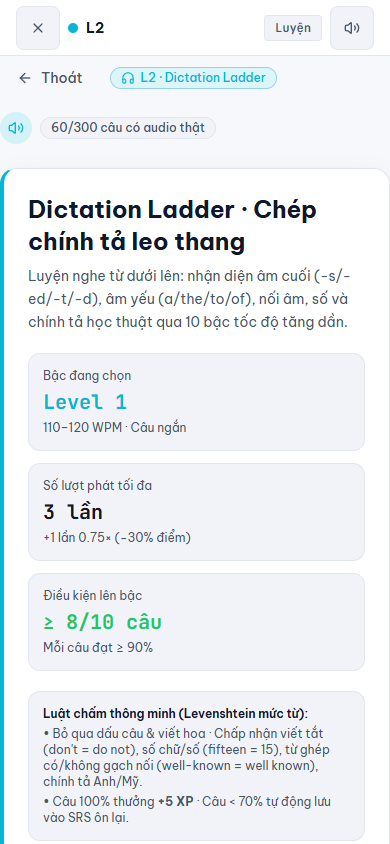 L2
Luyện
Thoát
L2 · Dictation Ladder
60/300 câu có audio thật
Dictation Ladder · Chép
chính tả leo thang
Luyện nghe từ dưới lên: nhận diện âm cuối (-s/-
ed/-t/-d), âm yếu (a/the/to/of), nối âm, số và
chính tả học thuật qua 10 bậc tốc độ tăng dần.
Bậc đang chọn
Level 1
110–120 WPM · Câu ngắn
Số lượt phát tối đa
3 lần
+1 lần 0.75× (−30% điểm)
Điều kiện lên bậc
≥ 8/10 câu
Mỗi câu đạt ≥ 90%
Luật chấm thông minh (Levenshtein mức từ):
• Bỏ qua dấu câu & viết hoa · Chấp nhận viết tắt
(don't = do not), số chữ/số (fifteen = 15), từ ghép
có/không gạch nối (well-known = well known),
chính tả Anh/Mỹ.
• Câu 100% thưởng +5 XP · Câu < 70% tự động lưu
vào SRS ôn lại.